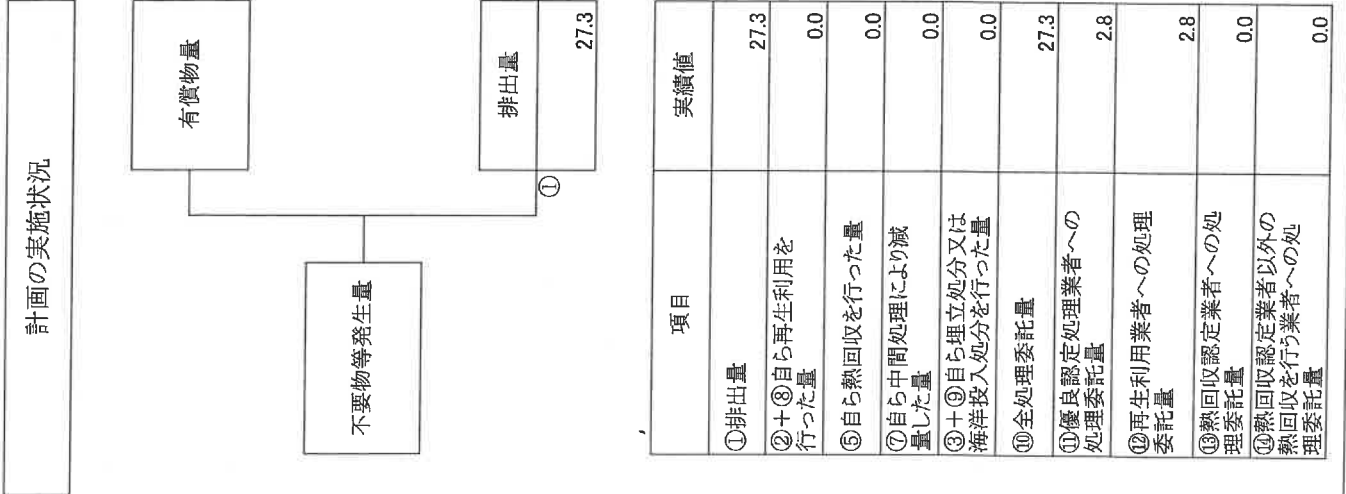 計画の実施状況
不要物等発生量
有償物量
排出量
①
27.3
項目
実績値
①排出量
27.3
②＋⑧自ら再生利用を
行った量
0.0
⑤自ら熱回収を行った量
0.0
⑦自ら中間処理により減
量した量
0.0
③＋⑨自ら埋立処分又は
海洋投入処分を行った量
0.0
⑩全処理委託量
27.3
⑪優良認定処理業者への
処理委託量
2.8
⑫再生利用業者への処理
委託量
2.8
⑬熱回収認定業者への処
理委託量
0.0
⑭熱回収認定業者以外の
熱回収を行う業者への処
理委託量
0.0